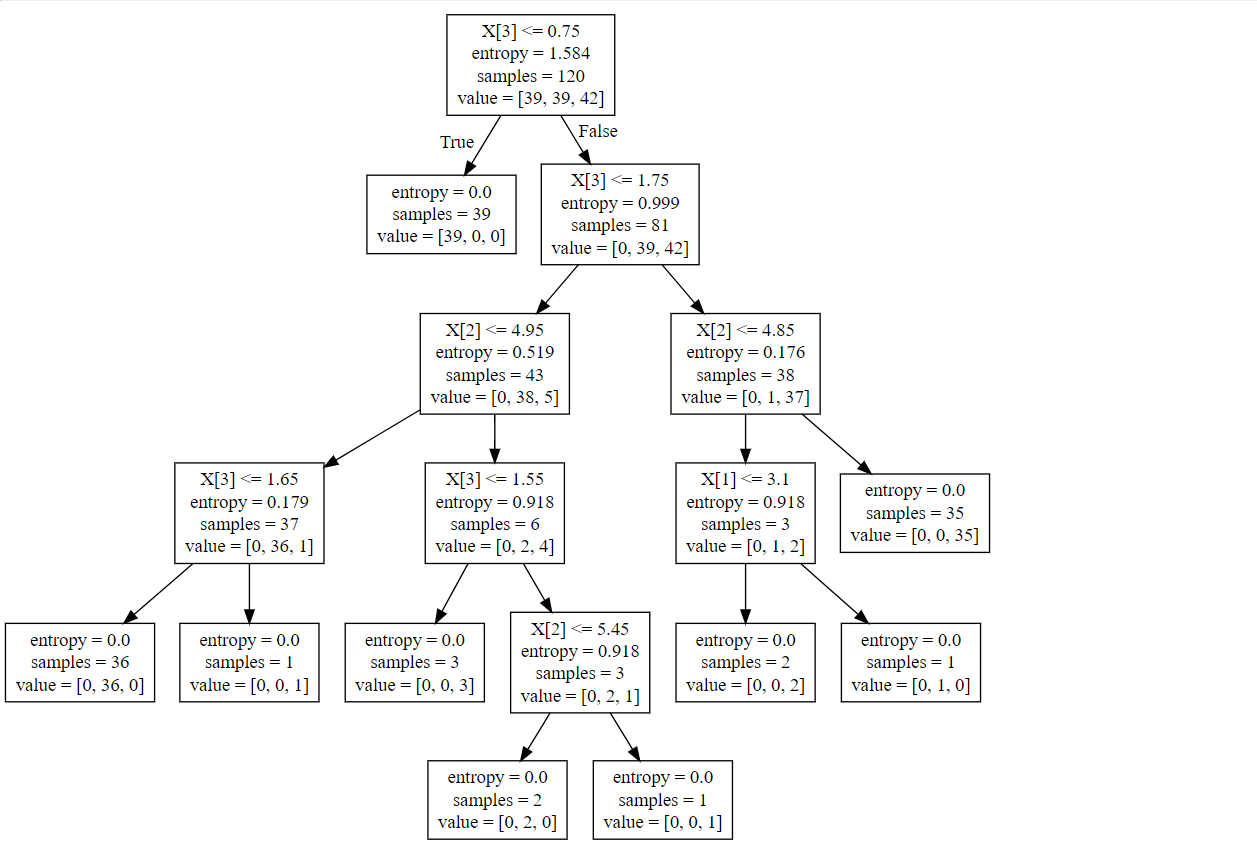 X[3] <= 0.75
entropy = 1.584
samples = 120
value = [39, 39, 42]
True
False
entropy = 0.0
samples = 39
value = [39, 0, 0]
X[3] <= 1.75
entropy = 0.999
samples = 81
value = [0, 39, 42]
X[2] <= 4.95
entropy = 0.519
samples = 43
value = [0, 38, 5]
X[2] <= 4.85
entropy = 0.176
samples = 38
value = [0, 1, 37]
X[3] <= 1.65
entropy = 0.179
samples = 37
value = [0, 36, 1]
X[3] <= 1.55
entropy = 0.918
samples = 6
value = [0, 2, 4]
X[1] <= 3.1
entropy = 0.918
samples = 3
value = [0, 1, 2]
entropy = 0.0
samples = 35
value = [0, 0, 35]
entropy = 0.0
samples = 36
value = [0, 36, 0]
entropy = 0.0
samples = 1
value = [0, 0, 1]
entropy = 0.0
samples = 3
value = [0, 0, 3]
X[2] <= 5.45
entropy = 0.918
samples = 3
value = [0, 2, 1]
entropy = 0.0
samples = 2
value = [0, 0, 2]
entropy = 0.0
samples = 1
value = [0, 1, 0]
entropy = 0.0
samples = 2
value = [0, 2, 0]
entropy = 0.0
samples = 1
value = [0, 0, 1]